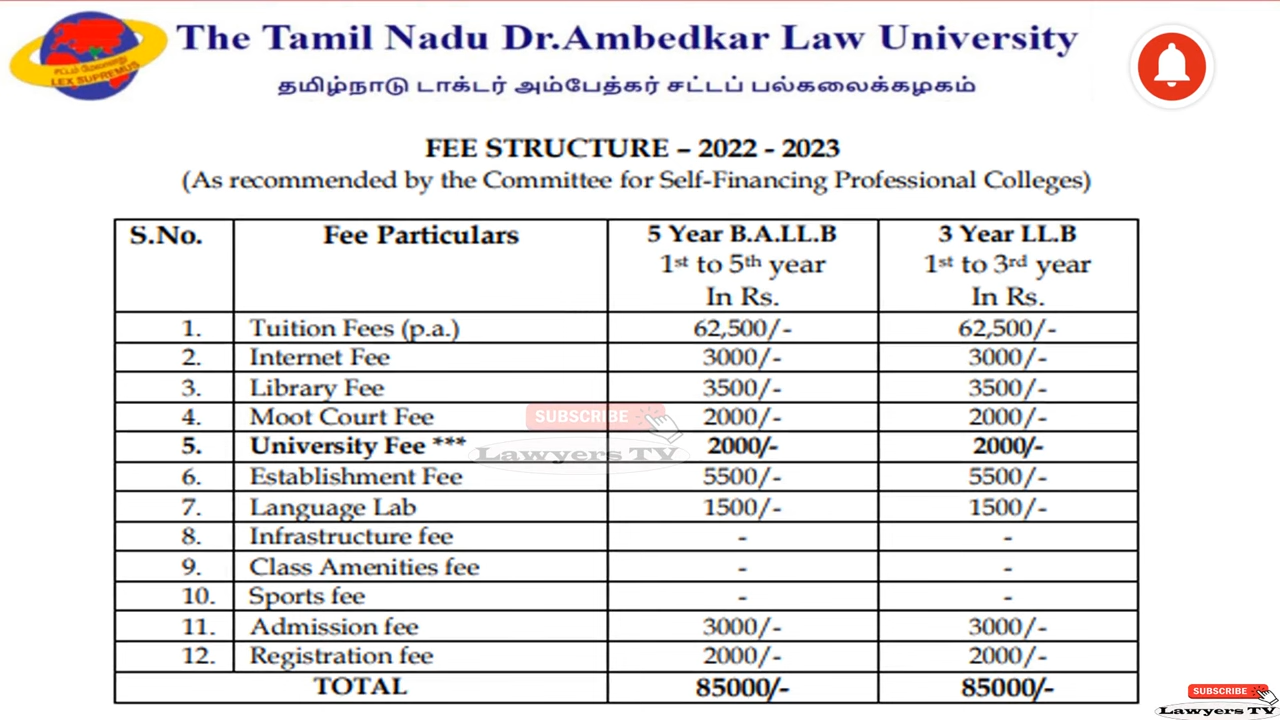 The Tamil Nadu Dr.Ambedkar Law University
தமிழ்நாடு டாக்டர் அம்பேத்கர் சட்டப் பல்கலைக்கழகம்
LEX SUPREMUS
FEE STRUCTURE – 2022 - 2023
(As recommended by the Committee for Self-Financing Professional Colleges)
S.No. Fee Particulars 5 Year B.A.LL.B 3 Year LL.B
1st to 5th year 1st to 3rd year
In Rs. In Rs.
1. Tuition Fees (p.a.) 62,500/- 62,500/-
2. Internet Fee 3000/- 3000/-
3. Library Fee 3500/- 3500/-
4. Moot Court Fee 2000/- 2000/-
SUBSCRIBE
5. University Fee *** 2000/- 2000/-
Lawyers TV
6. Establishment Fee 5500/- 5500/-
7. Language Lab 1500/- 1500/-
8. Infrastructure fee - -
9. Class Amenities fee - -
10. Sports fee - -
11. Admission fee 3000/- 3000/-
12. Registration fee 2000/- 2000/-
TOTAL 85000/- 85000/-
SUBSCRIBE
Lawyers TV